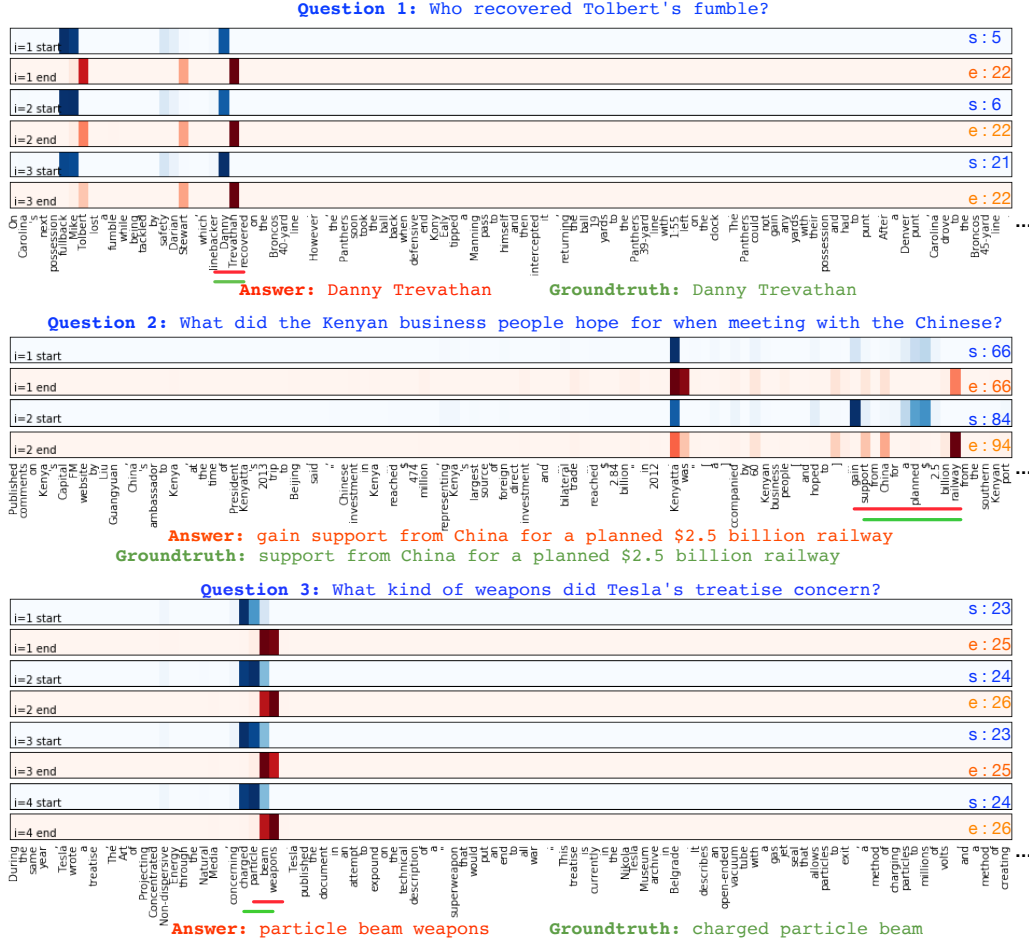 Question 1: Who recovered Tolbert's fumble?
i=1 start s:5
i=1 end e:22
i=2 start s:6
i=2 end e:22
i=3 start s:21
i=3 end e:22
On Carolina 's next possession fullback Mike Tolbert lost a fumble while being tackled by safety Darian Stewart , which linebacker Danny Trevathan recovered on the Broncos 40-yard line . However , the Panthers soon took the ball back when defensive end Kony Ealy tipped a Manning pass to himself and then intercepted it , returning the ball 19 yards to the Panthers 39-yard line with 1:51 left on the clock . The Panthers could not gain any yards with their possession and had to punt . After a Denver punt , Carolina drove to the Broncos 45-yard line . ...
Answer: Danny Trevathan Groundtruth: Danny Trevathan
Question 2: What did the Kenyan business people hope for when meeting with the Chinese?
i=1 start s:66
i=1 end e:66
i=2 start s:84
i=2 end e:94
Published comments on Kenya 's Capital FM website by Liu Guangyuan , China 's ambassador to Kenya , at the time of President Kenyatta 's 2013 trip to Beijing said , " Chinese investment in Kenya reached $ 474 million , representing Kenya 's largest source of foreign direct investment , and bilateral trade reached $ 2.84 billion " in 2012 . Kenyatta was " [ a ] ccompanied by 60 Kenyan business people and hoped to ] gain support from China for a planned $ 2.5 billion railway from the southern Kenyan port ...
Answer: gain support from China for a planned $2.5 billion railway
Groundtruth: support from China for a planned $2.5 billion railway
Question 3: What kind of weapons did Tesla's treatise concern?
i=1 start s:23
i=1 end e:25
i=2 start s:24
i=2 end e:26
i=3 start s:23
i=3 end e:25
i=4 start s:24
i=4 end e:26
During the same year , Tesla wrote a treatise , The Art of Projecting Concentrated Non-dispersive Energy through the Natural Media , concerning charged particle beam weapons . Tesla published the document in an attempt to expound on the technical description of a " superweapon that would put an end to all war . " This treatise is currently in the Nikola Tesla Museum archive in Belgrade . It describes an open-ended vacuum tube with a gas jet seal that allows particles to exit , a method of charging particles to millions of volts , and a method of creating ...
Answer: particle beam weapons Groundtruth: charged particle beam